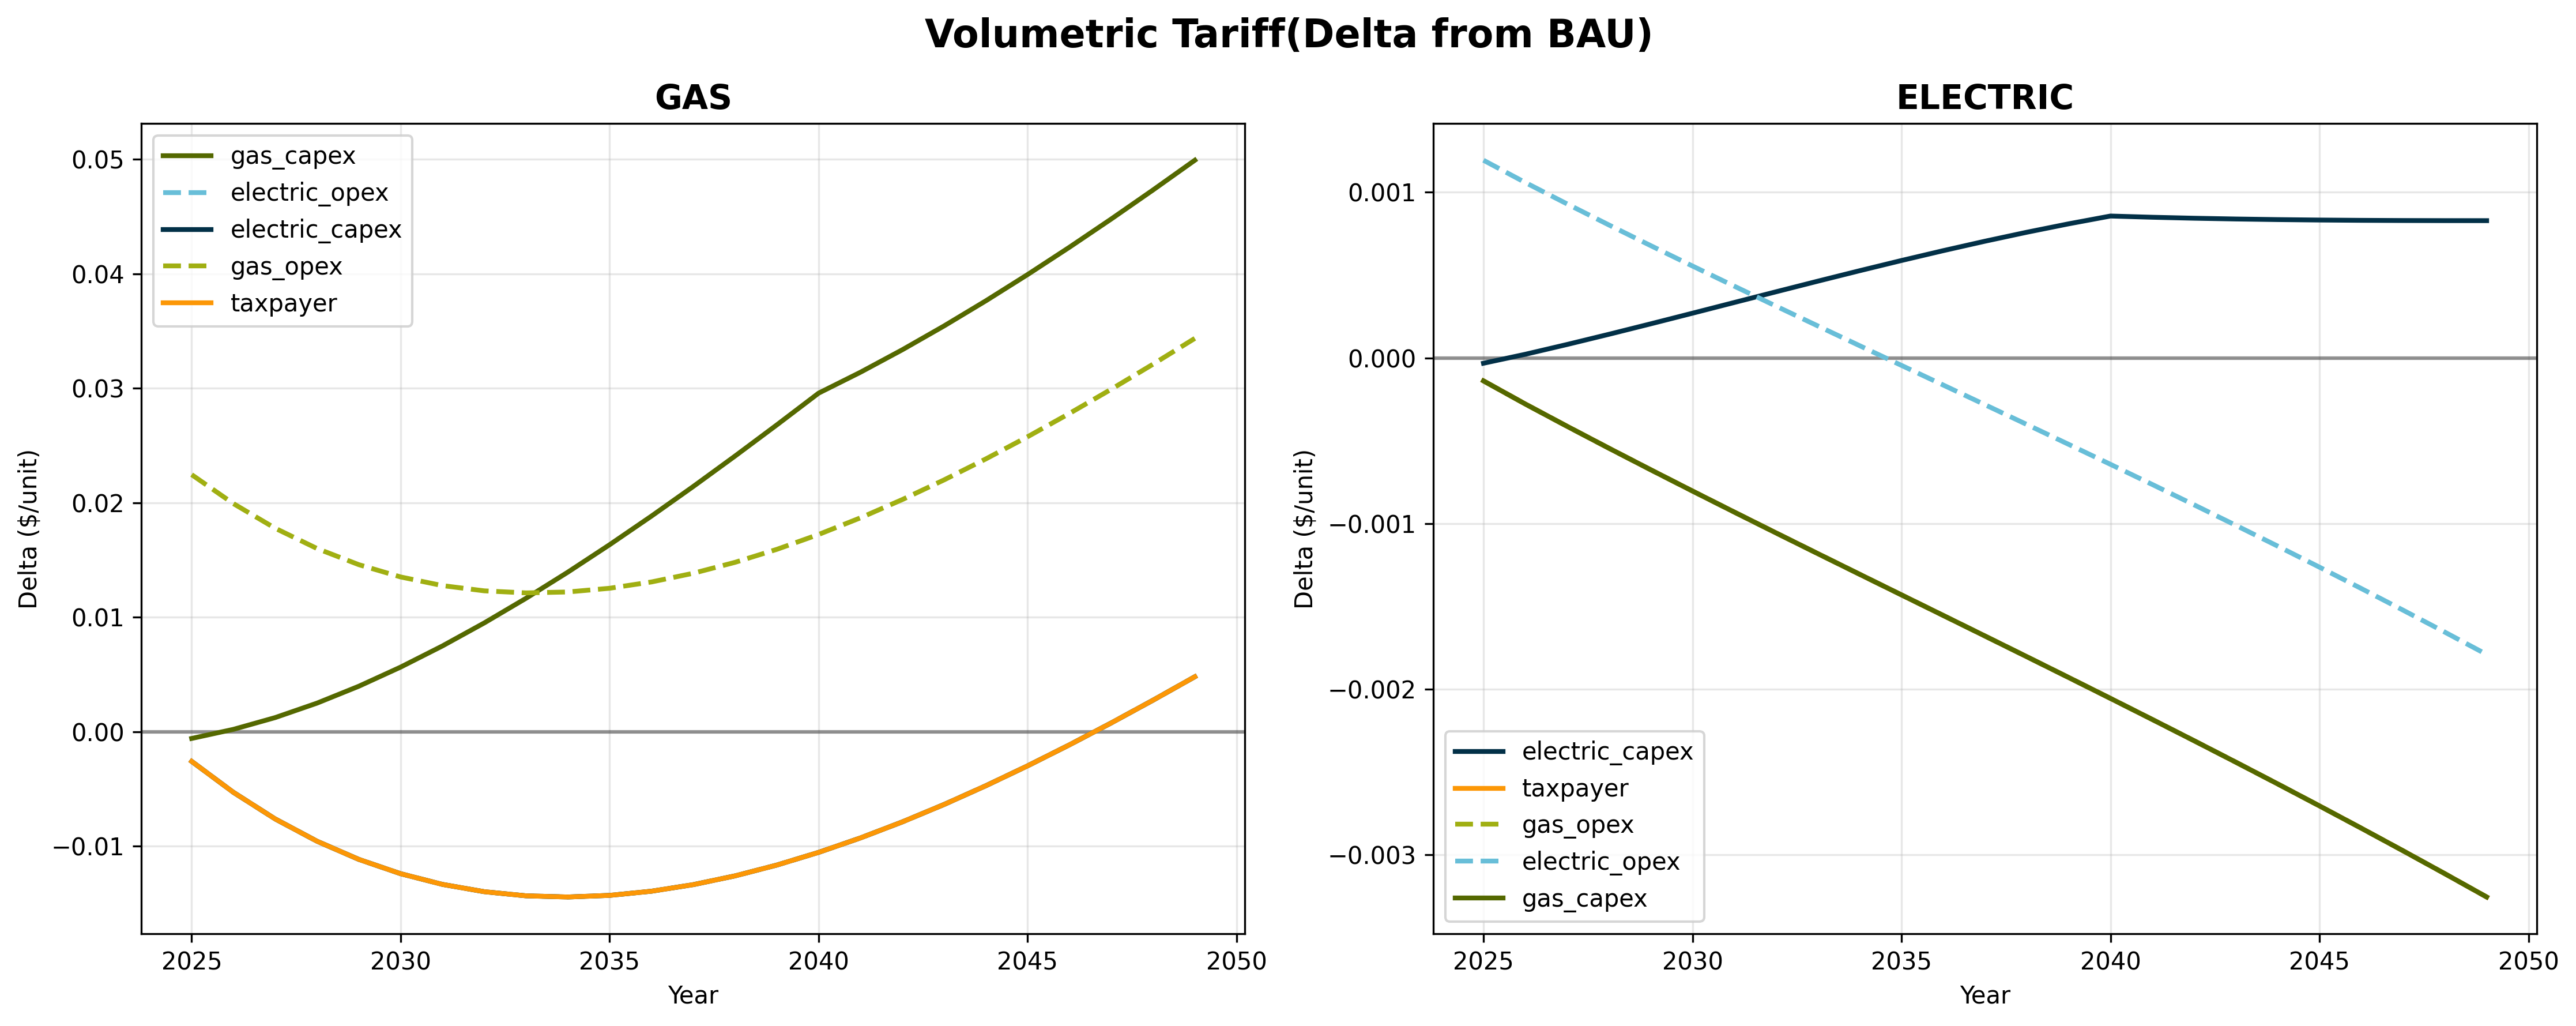 Volumetric Tariff(Delta from BAU)
GAS
gas_capex
electric_opex
electric_capex
gas_opex
taxpayer
0.05
0.04
0.03
0.02
0.01
0.00
−0.01
Delta ($/unit)
2025 2030 2035 2040 2045 2050
Year
ELECTRIC
0.001
0.000
−0.001
−0.002
−0.003
Delta ($/unit)
electric_capex
taxpayer
gas_opex
electric_opex
gas_capex
2025 2030 2035 2040 2045 2050
Year